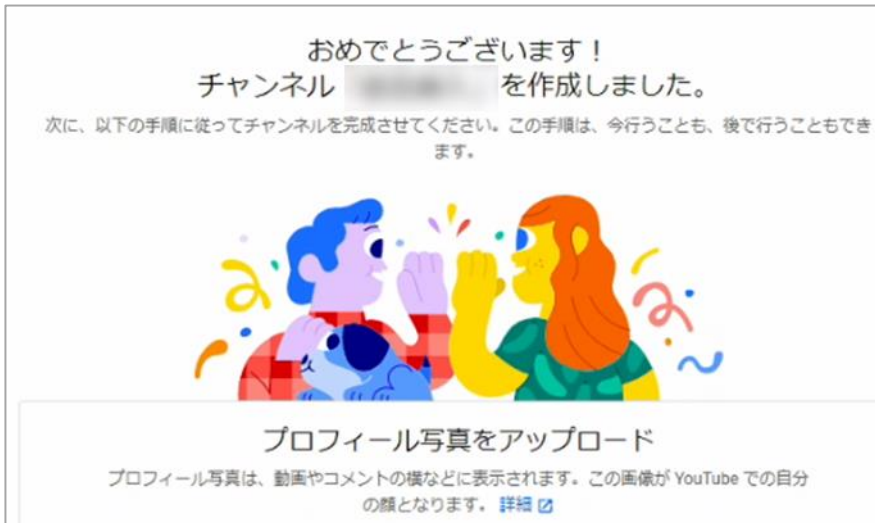 おめでとうございます！
チャンネル を作成しました。
次に、以下の手順に従ってチャンネルを完成させてください。この手順は、今行うことも、後で行うこともでき
ます。
プロフィール写真をアップロード
プロフィール写真は、動画やコメントの横などに表示されます。この画像が YouTube での自分
の顔となります。 詳細